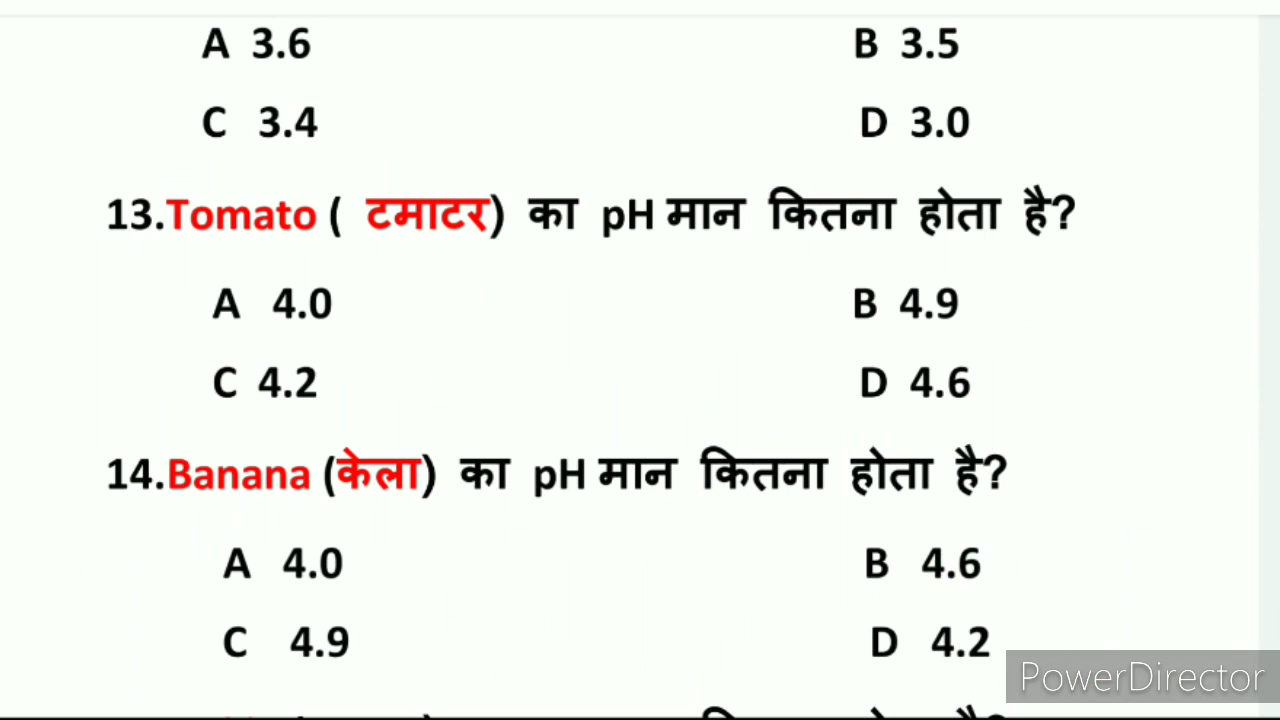 A 3.6 B 3.5
C 3.4 D 3.0
13.Tomato ( टमाटर) का pH मान कितना होता है?
A 4.0 B 4.9
C 4.2 D 4.6
14.Banana (केला) का pH मान कितना होता है?
A 4.0 B 4.6
C 4.9 D 4.2
PowerDirector